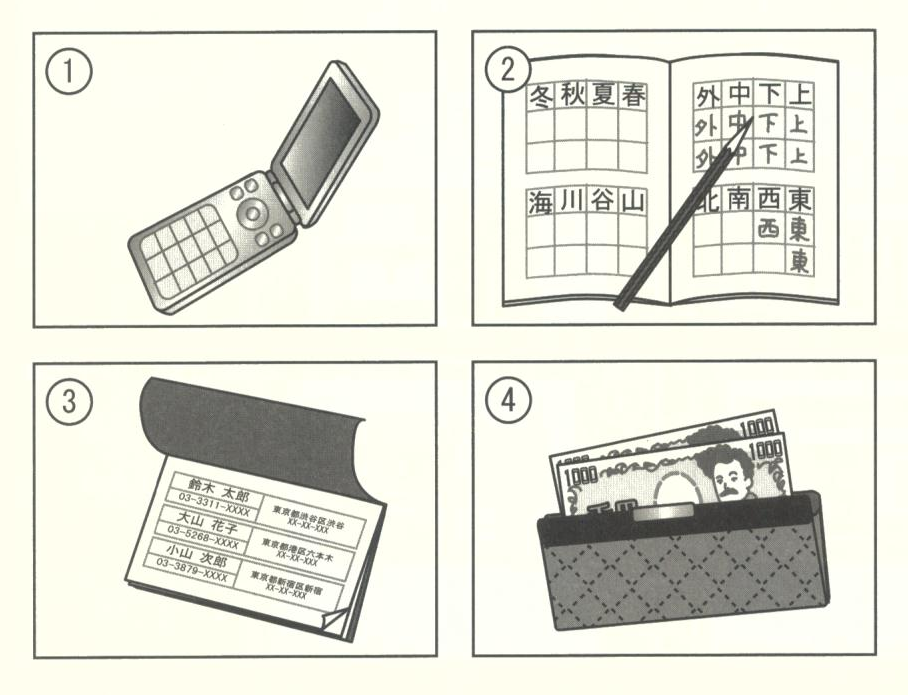 1
2
冬秋夏春
海川谷山
外中下上
外中下上
外中下上
北南西東
西東
東
3
鈴木 太郎
03-3311-XXXX
東京都渋谷区渋谷
XX-XX-XXX
大山 花子
03-5268-XXXX
東京都港区六本木
XX-XX-XXX
小山 次郎
03-3879-XXXX
東京都新宿区新宿
XX-XX-XXX
4
1000
1000 1000